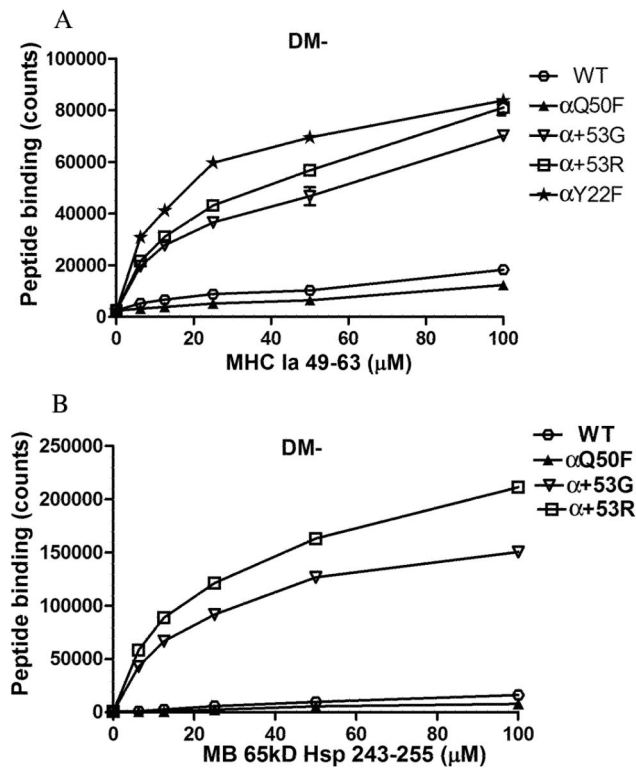 A
DM-
Peptide binding (counts)
100000
80000
60000
40000
20000
0
0 20 40 60 80 100
MHC Ia 49-63 (μM)
WT
αQ50F
α+53G
α+53R
αY22F
B
DM-
Peptide binding (counts)
250000
200000
150000
100000
50000
0
0 20 40 60 80 100
MB 65kD Hsp 243-255 (μM)
WT
αQ50F
α+53G
α+53R